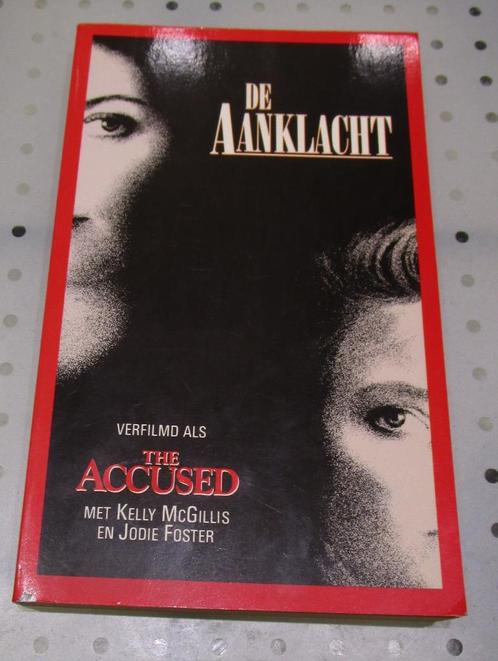 DE
AANKLACHT
VERFILMD ALS
THE
ACCUSED
MET KELLY MCGILLIS
EN JODIE FOSTER